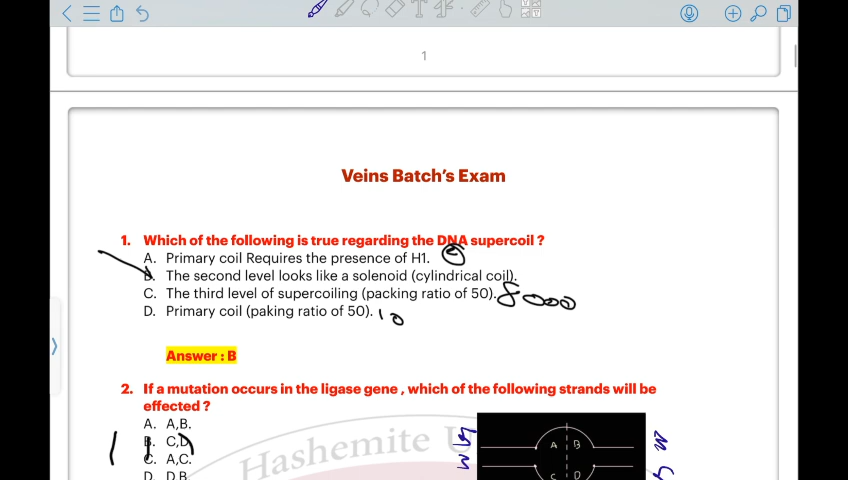 1
Veins Batch's Exam
1. Which of the following is true regarding the DNA supercoil ?
A. Primary coil Requires the presence of H1. 2
B. The second level looks like a solenoid (cylindrical coil).
C. The third level of supercoiling (packing ratio of 50). 8000
D. Primary coil (paking ratio of 50). 10
Answer : B
2. If a mutation occurs in the ligase gene , which of the following strands will be
effected ?
A. A,B.
B. C,D
C. A,C.
D. D,B
A B
C D
Hashemite U